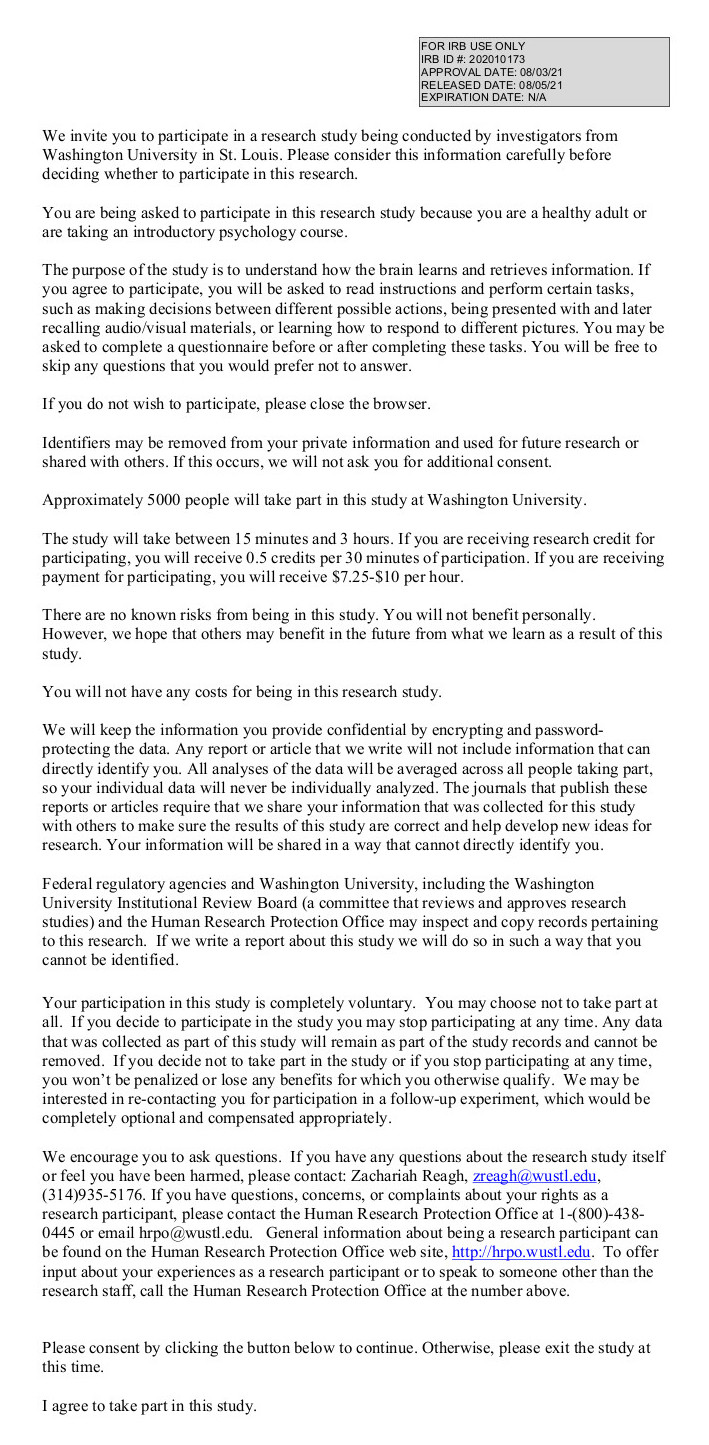 FOR IRB USE ONLY
IRB ID #: 202010173
APPROVAL DATE: 08/03/21
RELEASED DATE: 08/05/21
EXPIRATION DATE: N/A
We invite you to participate in a research study being conducted by investigators from
Washington University in St. Louis. Please consider this information carefully before
deciding whether to participate in this research.
You are being asked to participate in this research study because you are a healthy adult or
are taking an introductory psychology course.
The purpose of the study is to understand how the brain learns and retrieves information. If
you agree to participate, you will be asked to read instructions and perform certain tasks,
such as making decisions between different possible actions, being presented with and later
recalling audio/visual materials, or learning how to respond to different pictures. You may be
asked to complete a questionnaire before or after completing these tasks. You will be free to
skip any questions that you would prefer not to answer.
If you do not wish to participate, please close the browser.
Identifiers may be removed from your private information and used for future research or
shared with others. If this occurs, we will not ask you for additional consent.
Approximately 5000 people will take part in this study at Washington University.
The study will take between 15 minutes and 3 hours. If you are receiving research credit for
participating, you will receive 0.5 credits per 30 minutes of participation. If you are receiving
payment for participating, you will receive $7.25-$10 per hour.
There are no known risks from being in this study. You will not benefit personally.
However, we hope that others may benefit in the future from what we learn as a result of this
study.
You will not have any costs for being in this research study.
We will keep the information you provide confidential by encrypting and password-
protecting the data. Any report or article that we write will not include information that can
directly identify you. All analyses of the data will be averaged across all people taking part,
so your individual data will never be individually analyzed. The journals that publish these
reports or articles require that we share your information that was collected for this study
with others to make sure the results of this study are correct and help develop new ideas for
research. Your information will be shared in a way that cannot directly identify you.
Federal regulatory agencies and Washington University, including the Washington
University Institutional Review Board (a committee that reviews and approves research
studies) and the Human Research Protection Office may inspect and copy records pertaining
to this research.  If we write a report about this study we will do so in such a way that you
cannot be identified.
Your participation in this study is completely voluntary.  You may choose not to take part at
all.  If you decide to participate in the study you may stop participating at any time. Any data
that was collected as part of this study will remain as part of the study records and cannot be
removed.  If you decide not to take part in the study or if you stop participating at any time,
you won't be penalized or lose any benefits for which you otherwise qualify.  We may be
interested in re-contacting you for participation in a follow-up experiment, which would be
completely optional and compensated appropriately.
We encourage you to ask questions.  If you have any questions about the research study itself
or feel you have been harmed, please contact: Zachariah Reagh, zreagh@wustl.edu,
(314)935-5176. If you have questions, concerns, or complaints about your rights as a
research participant, please contact the Human Research Protection Office at 1-(800)-438-
0445 or email hrpo@wustl.edu.   General information about being a research participant can
be found on the Human Research Protection Office web site, http://hrpo.wustl.edu.  To offer
input about your experiences as a research participant or to speak to someone other than the
research staff, call the Human Research Protection Office at the number above.
Please consent by clicking the button below to continue. Otherwise, please exit the study at
this time.
I agree to take part in this study.